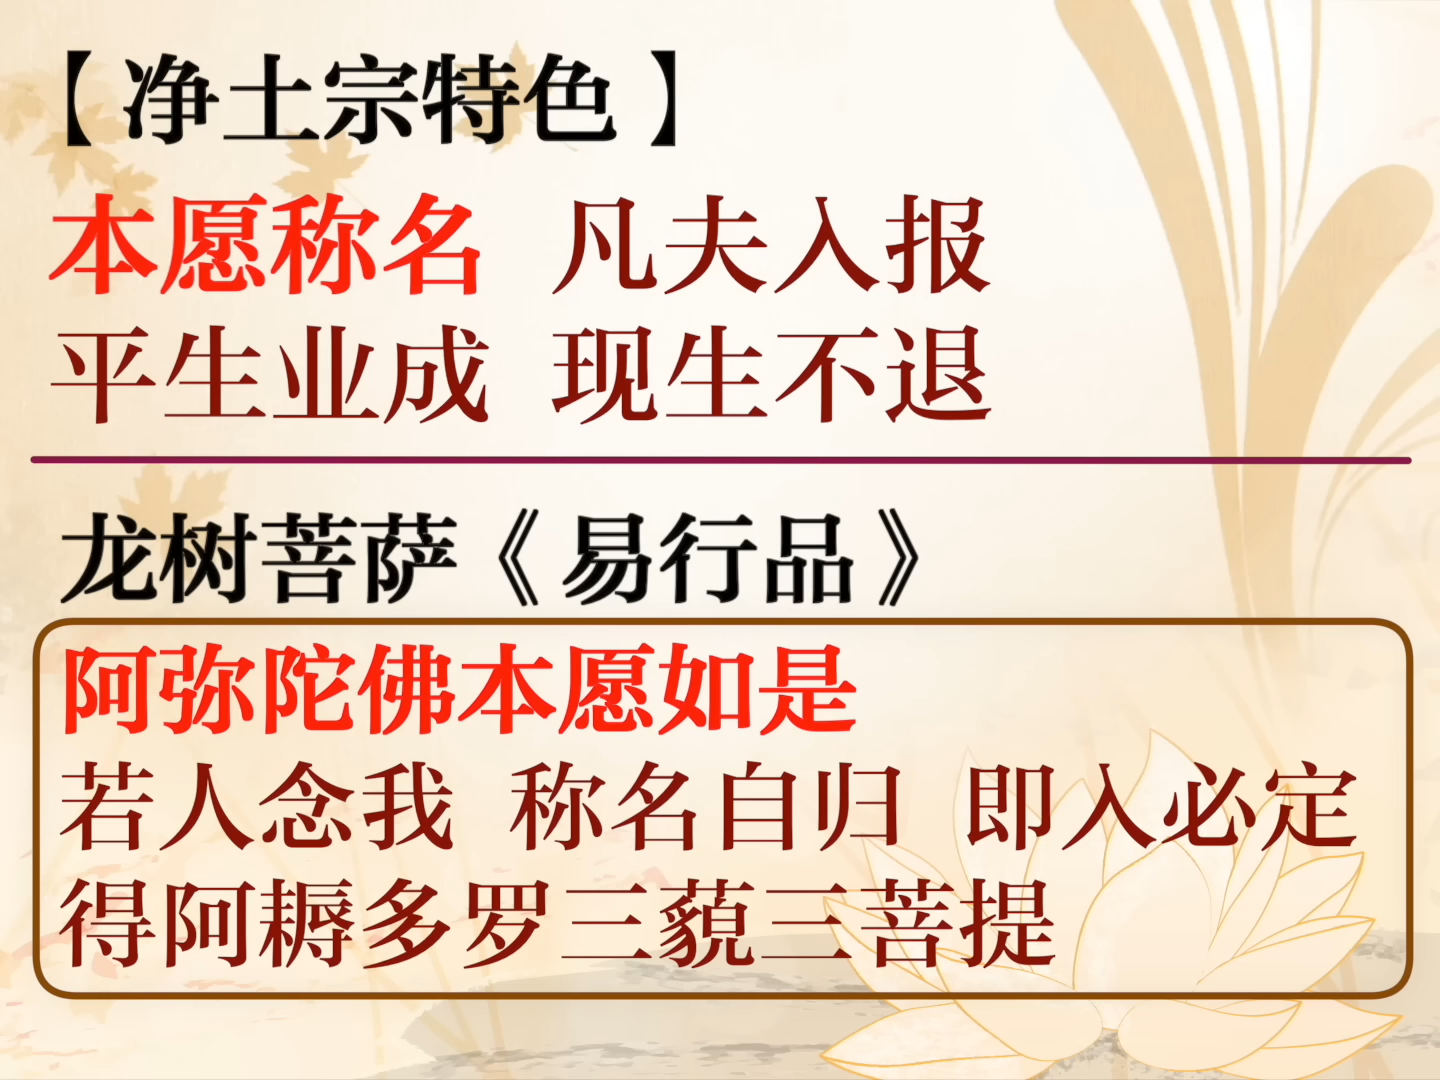 【净土宗特色】
本愿称名 凡夫入报
平生业成 现生不退
龙树菩萨《易行品》
阿弥陀佛本愿如是
若人念我 称名自归 即入必定
得阿耨多罗三藐三菩提